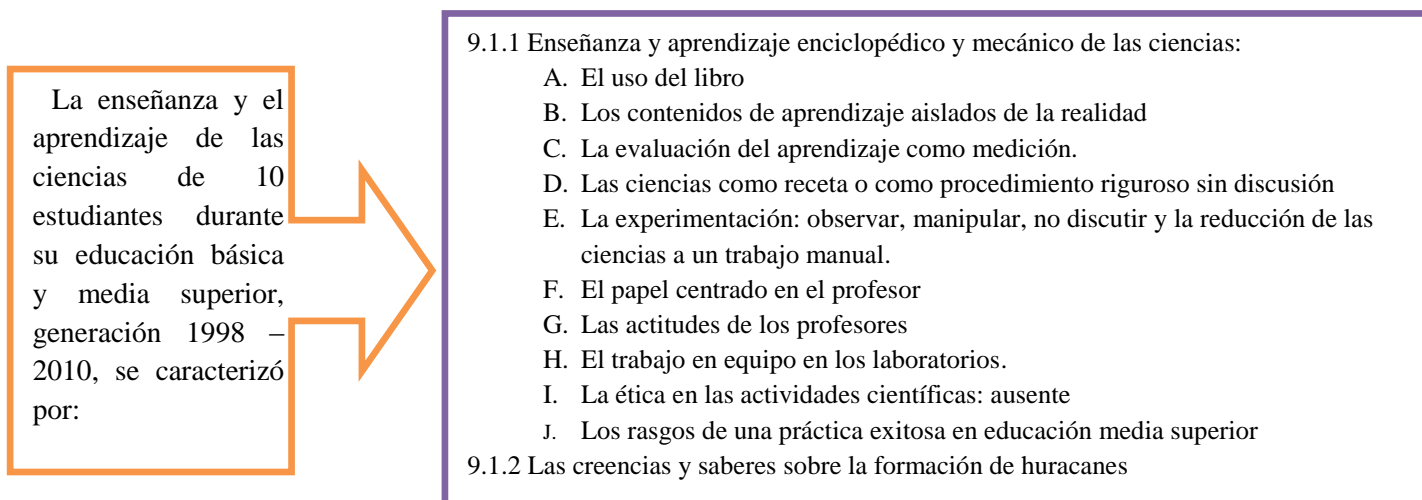 La enseñanza y el
aprendizaje de las
ciencias de 10
estudiantes durante
su educación básica
y media superior,
generación 1998 –
2010, se caracterizó
por:
9.1.1 Enseñanza y aprendizaje enciclopédico y mecánico de las ciencias:
A. El uso del libro
B. Los contenidos de aprendizaje aislados de la realidad
C. La evaluación del aprendizaje como medición.
D. Las ciencias como receta o como procedimiento riguroso sin discusión
E. La experimentación: observar, manipular, no discutir y la reducción de las
ciencias a un trabajo manual.
F. El papel centrado en el profesor
G. Las actitudes de los profesores
H. El trabajo en equipo en los laboratorios.
I. La ética en las actividades científicas: ausente
J. Los rasgos de una práctica exitosa en educación media superior
9.1.2 Las creencias y saberes sobre la formación de huracanes